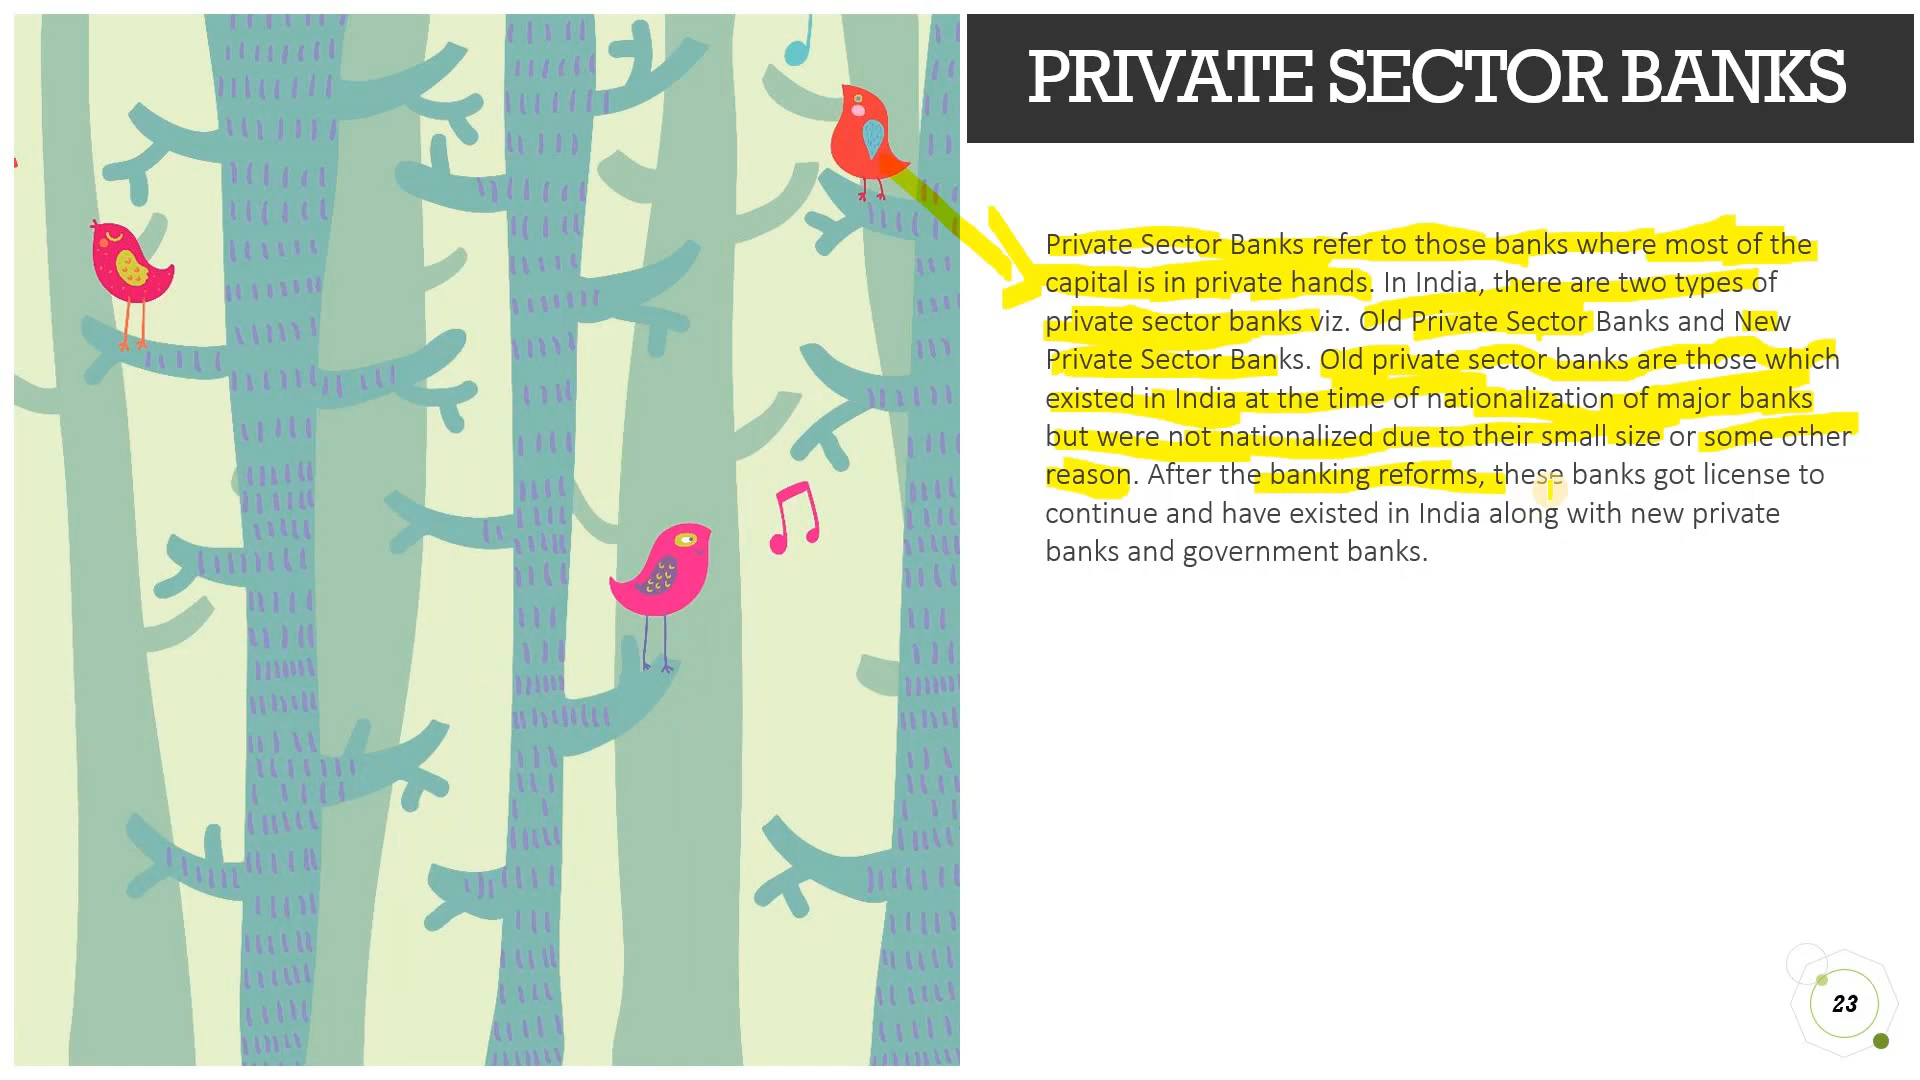 PRIVATE SECTOR BANKS
Private Sector Banks refer to those banks where most of the
capital is in private hands. In India, there are two types of
private sector banks viz. Old Private Sector Banks and New
Private Sector Banks. Old private sector banks are those which
existed in India at the time of nationalization of major banks
but were not nationalized due to their small size or some other
reason. After the banking reforms, these banks got license to
continue and have existed in India along with new private
banks and government banks.
23